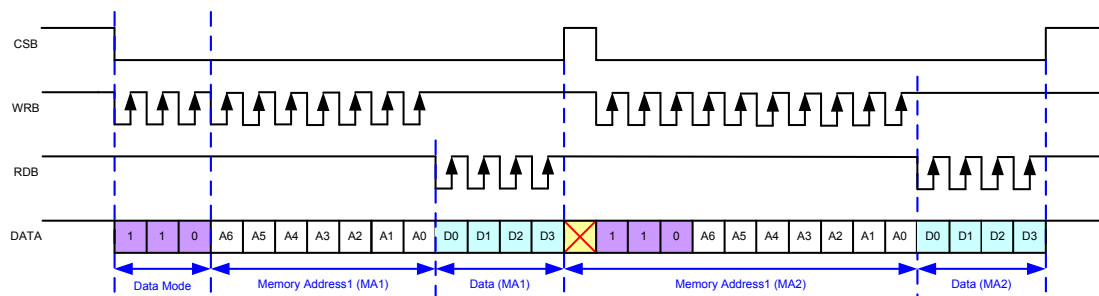 CSB
WRB
RDB
DATA 1 1 0 A6 A5 A4 A3 A2 A1 A0 D0 D1 D2 D3 1 1 0 A6 A5 A4 A3 A2 A1 A0 D0 D1 D2 D3
Data Mode Memory Address1 (MA1) Data (MA1) Memory Address1 (MA2) Data (MA2)